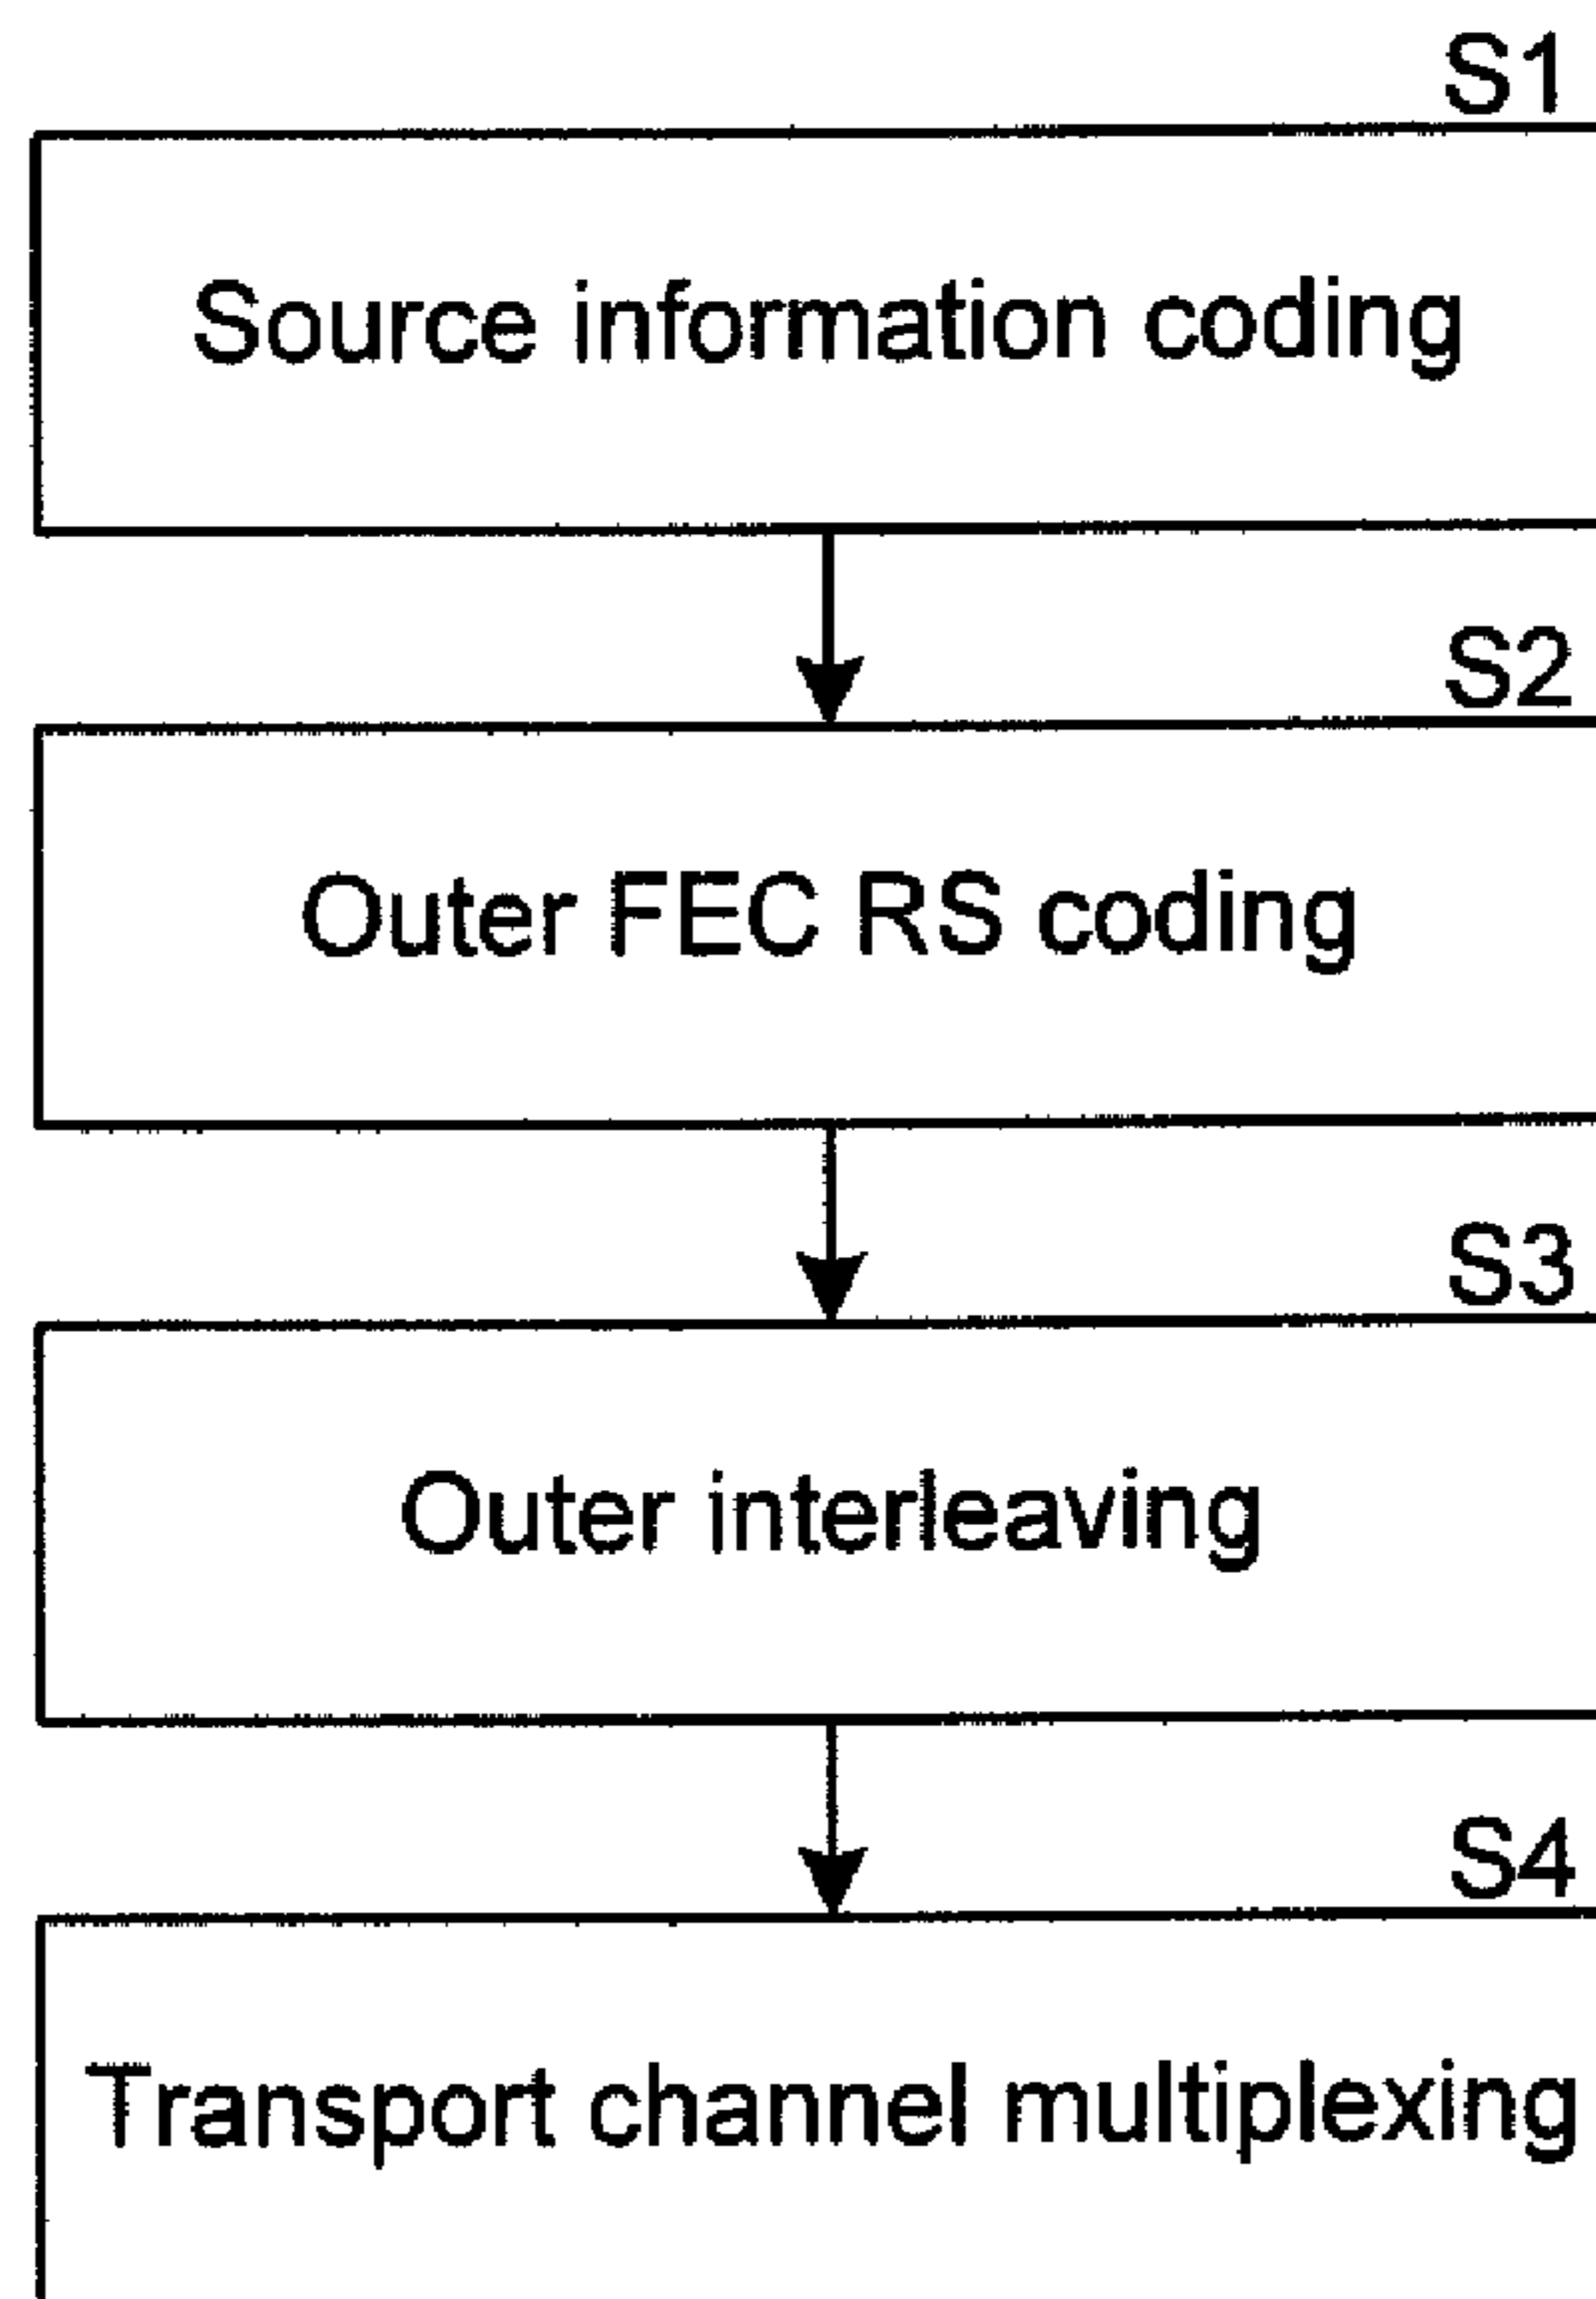 S1
Source information coding
S2
Outer FEC RS coding
S3
Outer interleaving
S4
Transport channel multiplexing